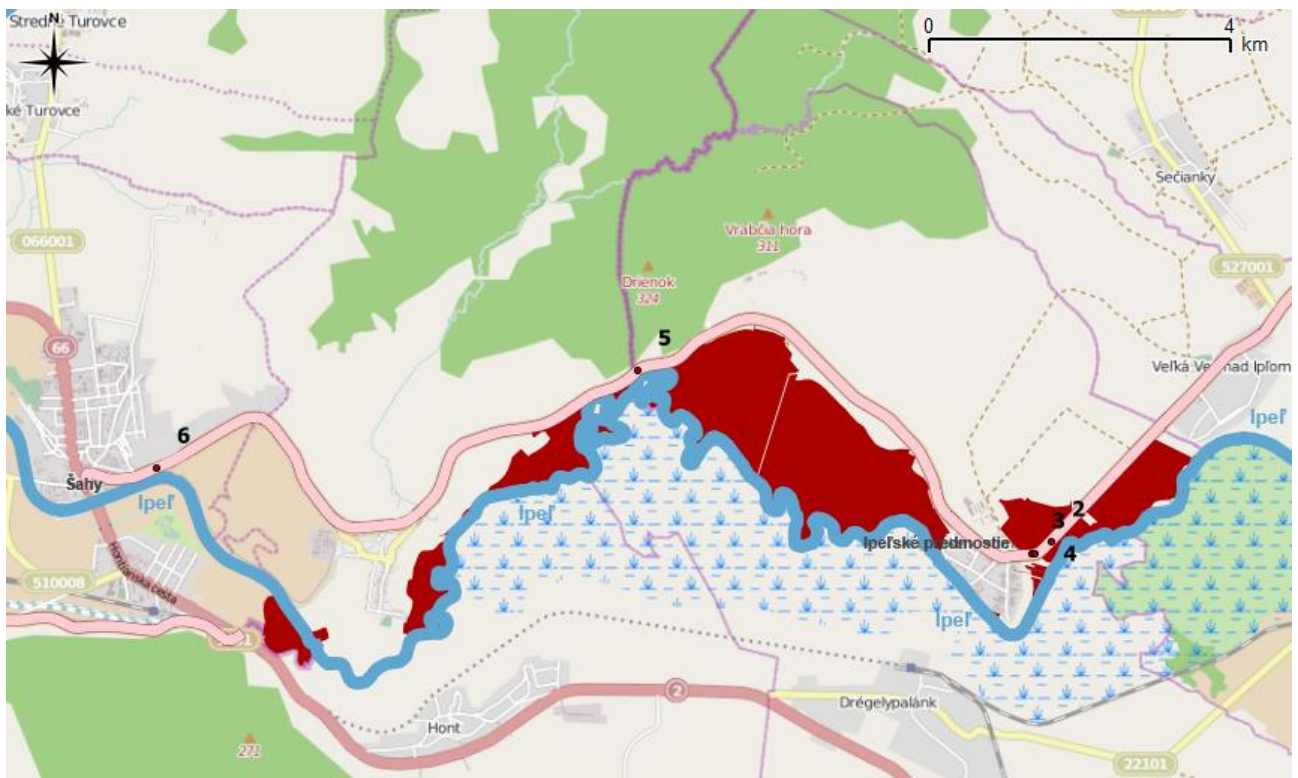 Stredné Turovce
N
0
4
km
ké Turovce
Sečianky
066001
Vrabčia hora
311
527001
Drienok
324
66
5
Veľká Ves nad Ipľom
6
Ipeľ
Šahy
Ipeľ
Ipeľ
2
3
Ipeľské predmostie
4
Hontianska cesta
510008
Ipeľ
2
Drégelypalánk
Hont
271
22101